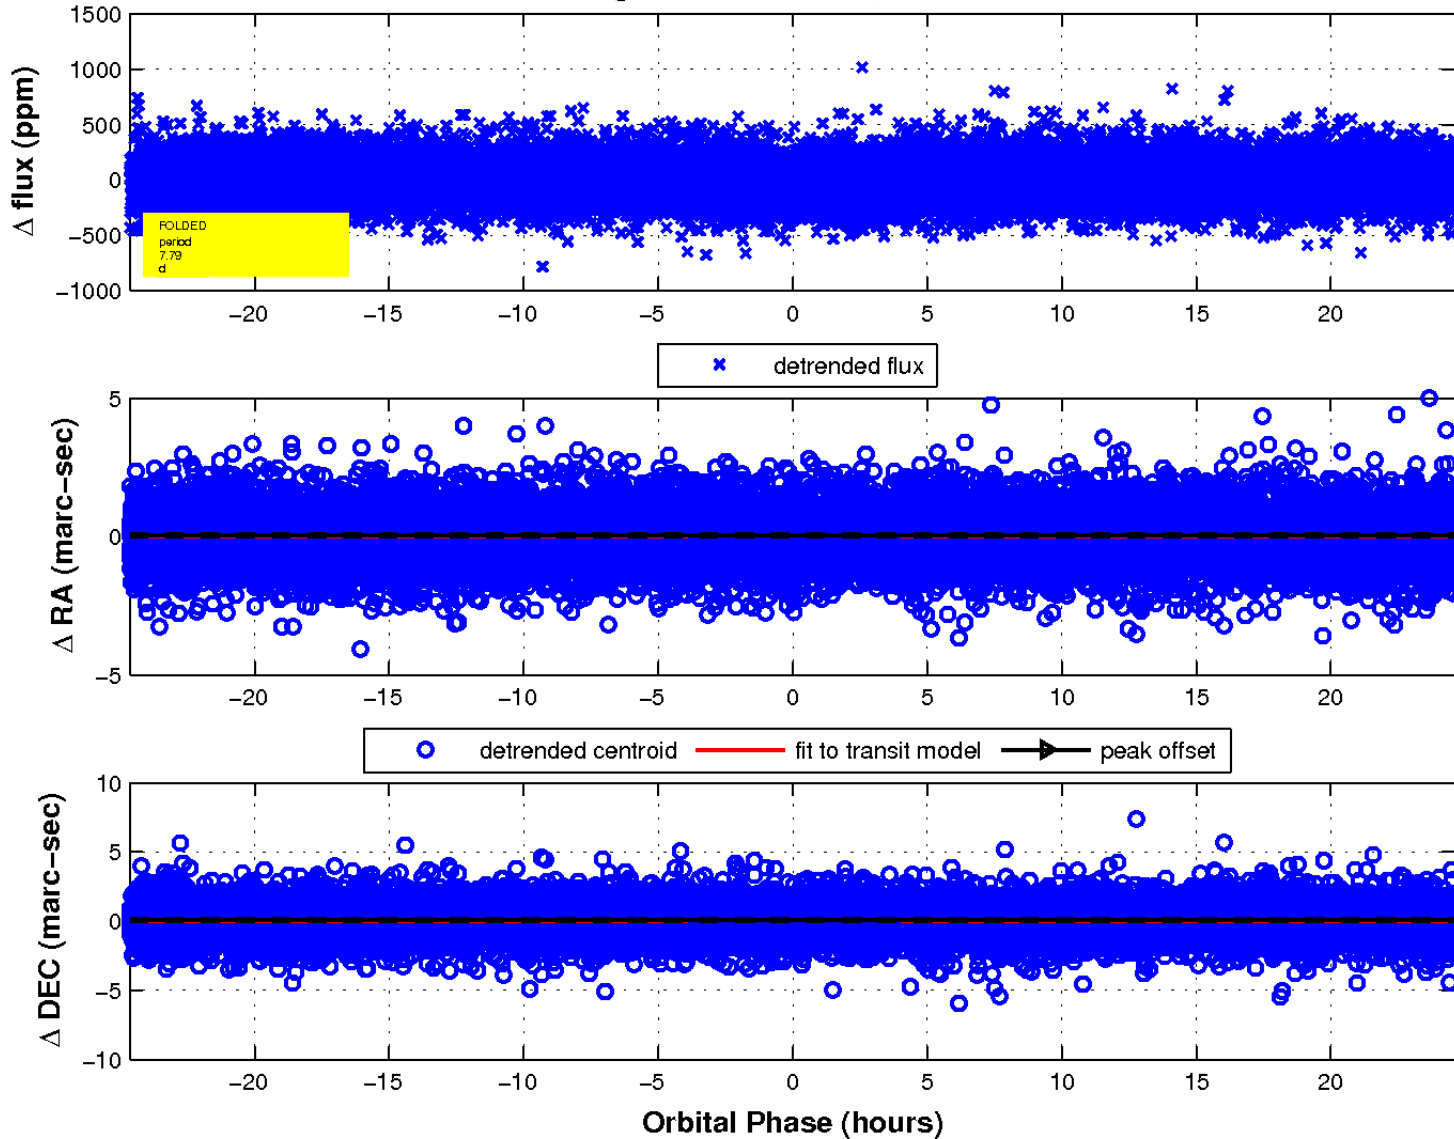 1500
1000
500
0
−500
−1000
Δ flux (ppm)
FOLDED
period
7.79
d
−20 −15 −10 −5 0 5 10 15 20
detrended flux
5
0
−5
Δ RA (marc−sec)
−20 −15 −10 −5 0 5 10 15 20
detrended centroid fit to transit model peak offset
10
5
0
−5
−10
Δ DEC (marc−sec)
−20 −15 −10 −5 0 5 10 15 20
Orbital Phase (hours)